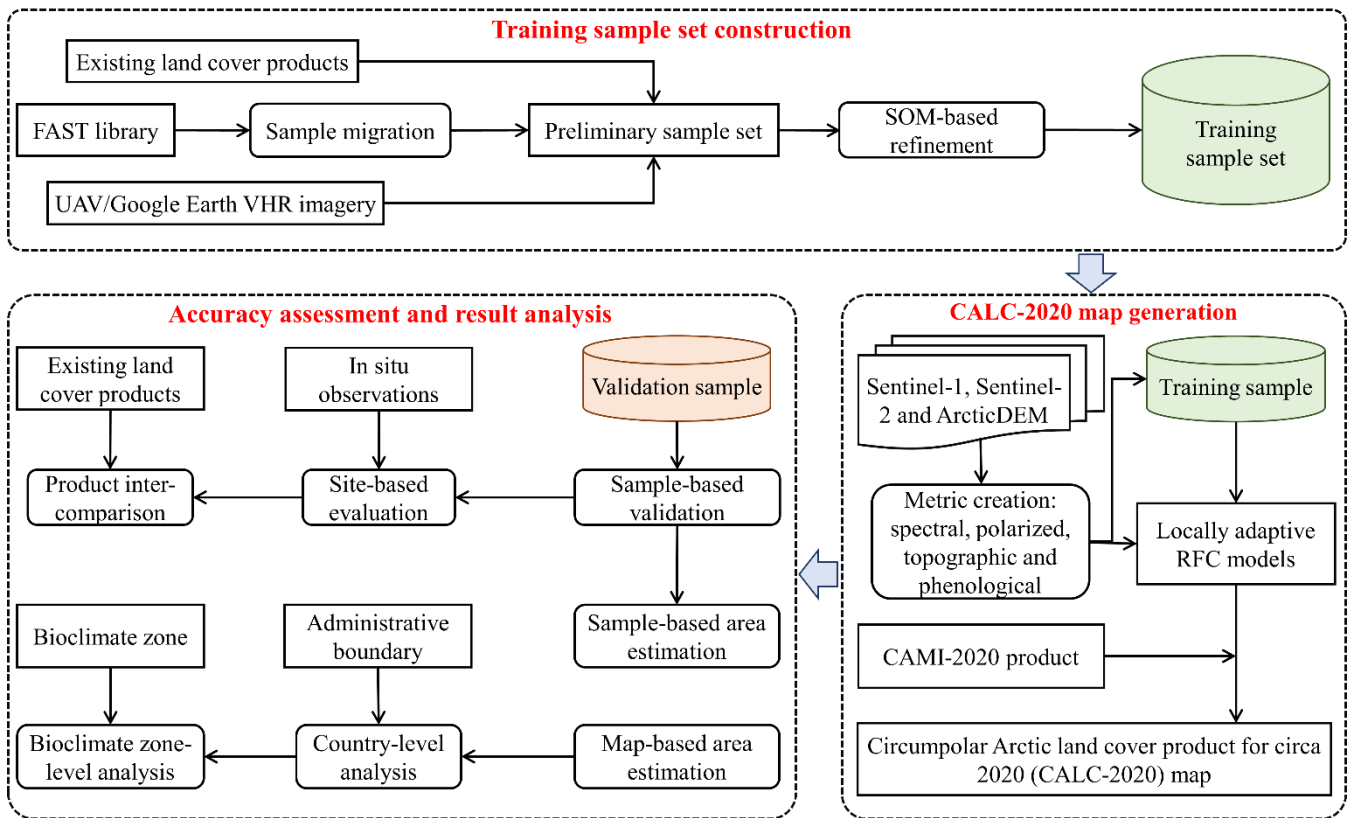 Training sample set construction
Existing land cover products
FAST library
Sample migration
Preliminary sample set
SOM-based
refinement
Training
sample set
UAV/Google Earth VHR imagery
Accuracy assessment and result analysis
Existing land
cover products
In situ
observations
Validation sample
Product inter-
comparison
Site-based
evaluation
Sample-based
validation
Bioclimate zone
Administrative
boundary
Sample-based area
estimation
Bioclimate zone-
level analysis
Country-level
analysis
Map-based area
estimation
CALC-2020 map generation
Sentinel-1, Sentinel-
2 and ArcticDEM
Training sample
Metric creation:
spectral, polarized,
topographic and
phenological
Locally adaptive
RFC models
CAMI-2020 product
Circumpolar Arctic land cover product for circa
2020 (CALC-2020) map